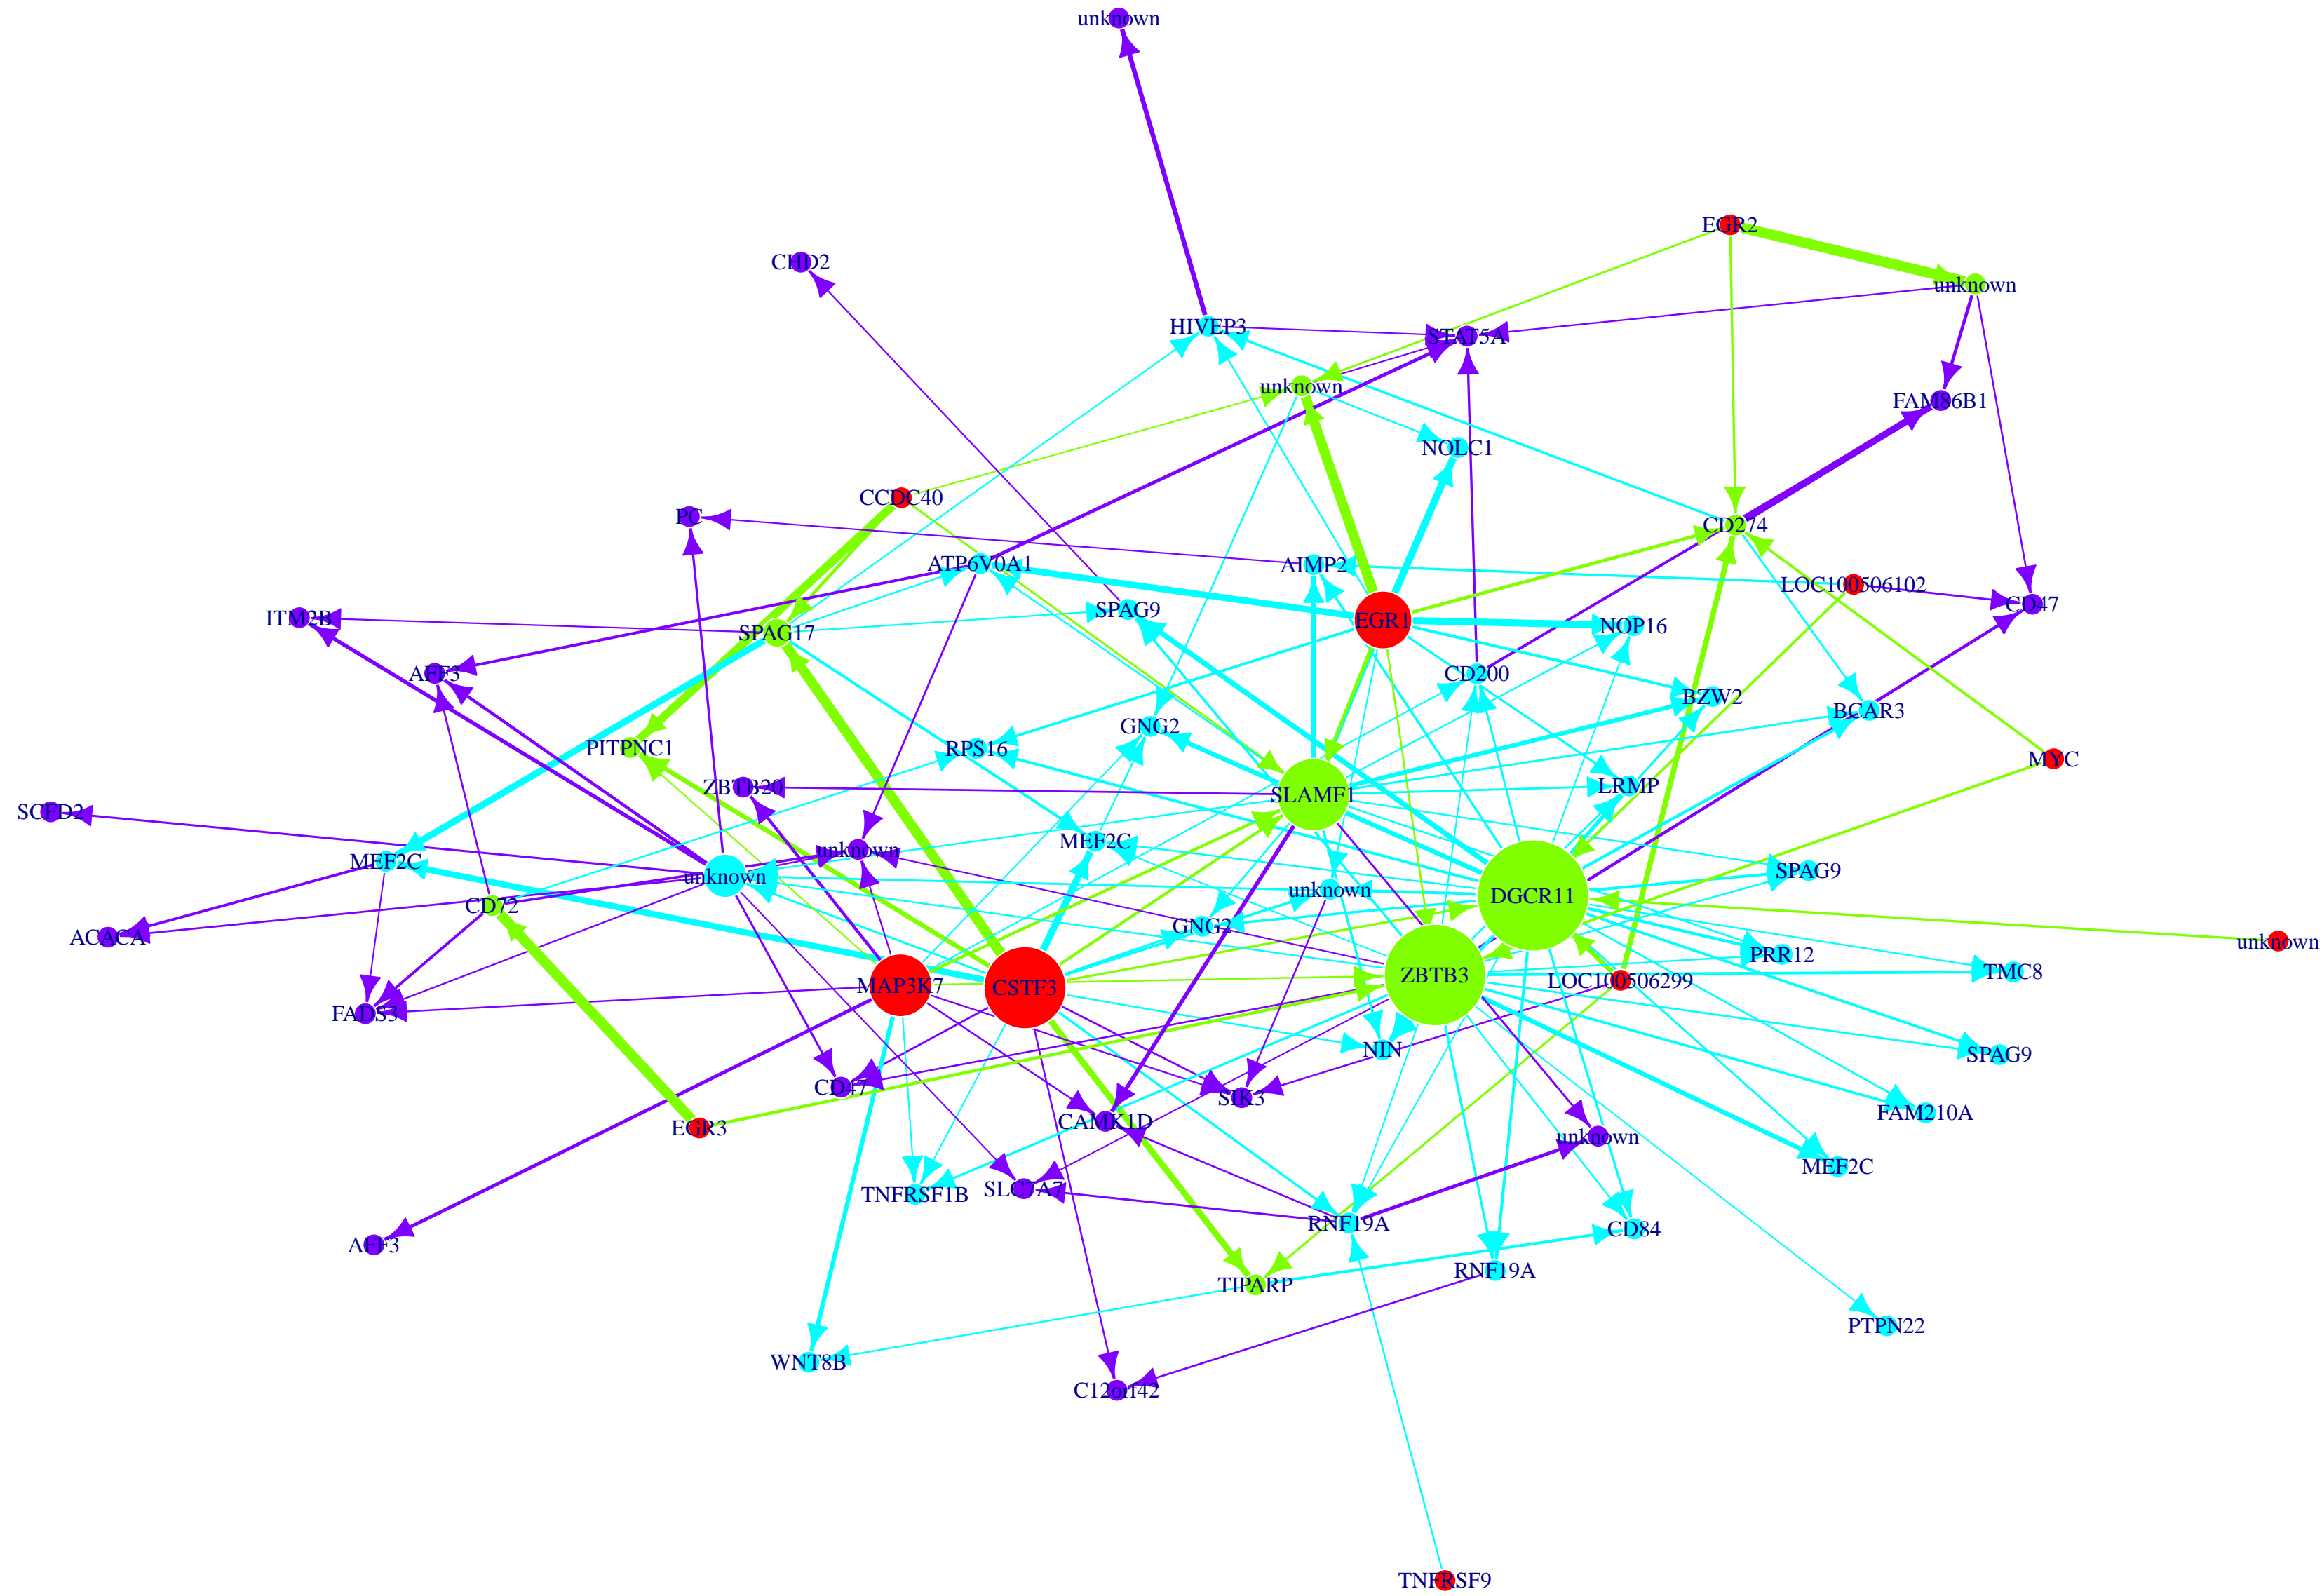 unknown
EGR2
CHD2
unknown
HIVEP3
STAT5A
unknown
FAM86B1
NOLC1
CCDC40
PC
CD274
ATP6V0A1
AIMP2
LOC100506102
CD47
SPAG9
ITM2B
EGR1
NOP16
SPAG17
AFF3
CD200
BZW2
BCAR3
GNG2
PITPNC1
RPS16
MYC
ZBTB20
LRMP
SLAMF1
SCFD2
MEF2C
unknown
MEF2C
SPAG9
unknown
unknown
DGCR11
CD72
GNG2
ACACA
unknown
PRR12
TMC8
ZBTB3
LOC100506299
MAP3K7
CSTF3
FADS3
NIN
SPAG9
CD47
SIK3
FAM210A
CAMK1D
EGR3
unknown
MEF2C
SLC7A7
TNFRSF1B
RNF19A
CD84
AFF3
RNF19A
TIPARP
PTPN22
WNT8B
C12orf42
TNFRSF9